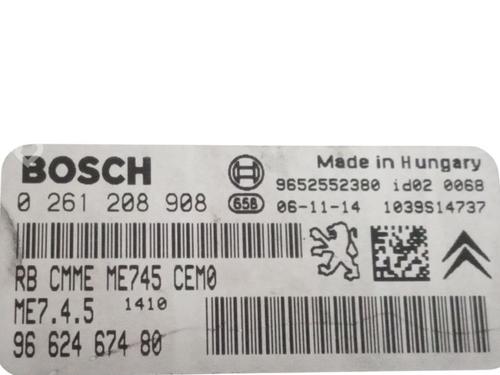 BOSCH
Made in Hungary
9652552380 id02 0068
0 261 208 908
658
06-11-14 1039S14737
RB CMME ME745 CEM0
ME7.4.5 1410
96 624 674 80